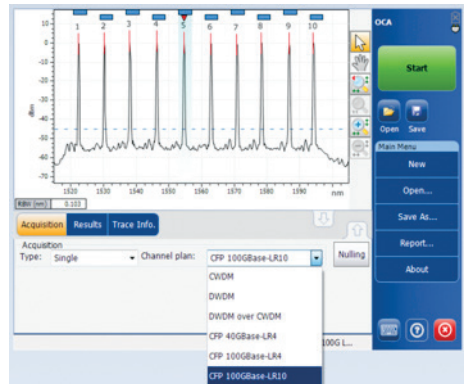 10
0
-10
-20
-30
-40
-50
-60
-70
dBm
1 2 3 4 5 6 7 8 9 10
1520 1530 1540 1550 1560 1570 1580 1590 nm
RBW (nm) 0.103
OCA
Start
Open Save
Main Menu
New
Open...
Save As...
Report...
About
Acquisition Results Trace Info.
Acquisition
Type: Single Channel plan: CFP 100GBase-LR10 Nulling
CWDM
DWDM
DWDM over CWDM
CFP 40GBase-LR4
CFP 100GBase-LR4
CFP 100GBase-LR10
100G L...